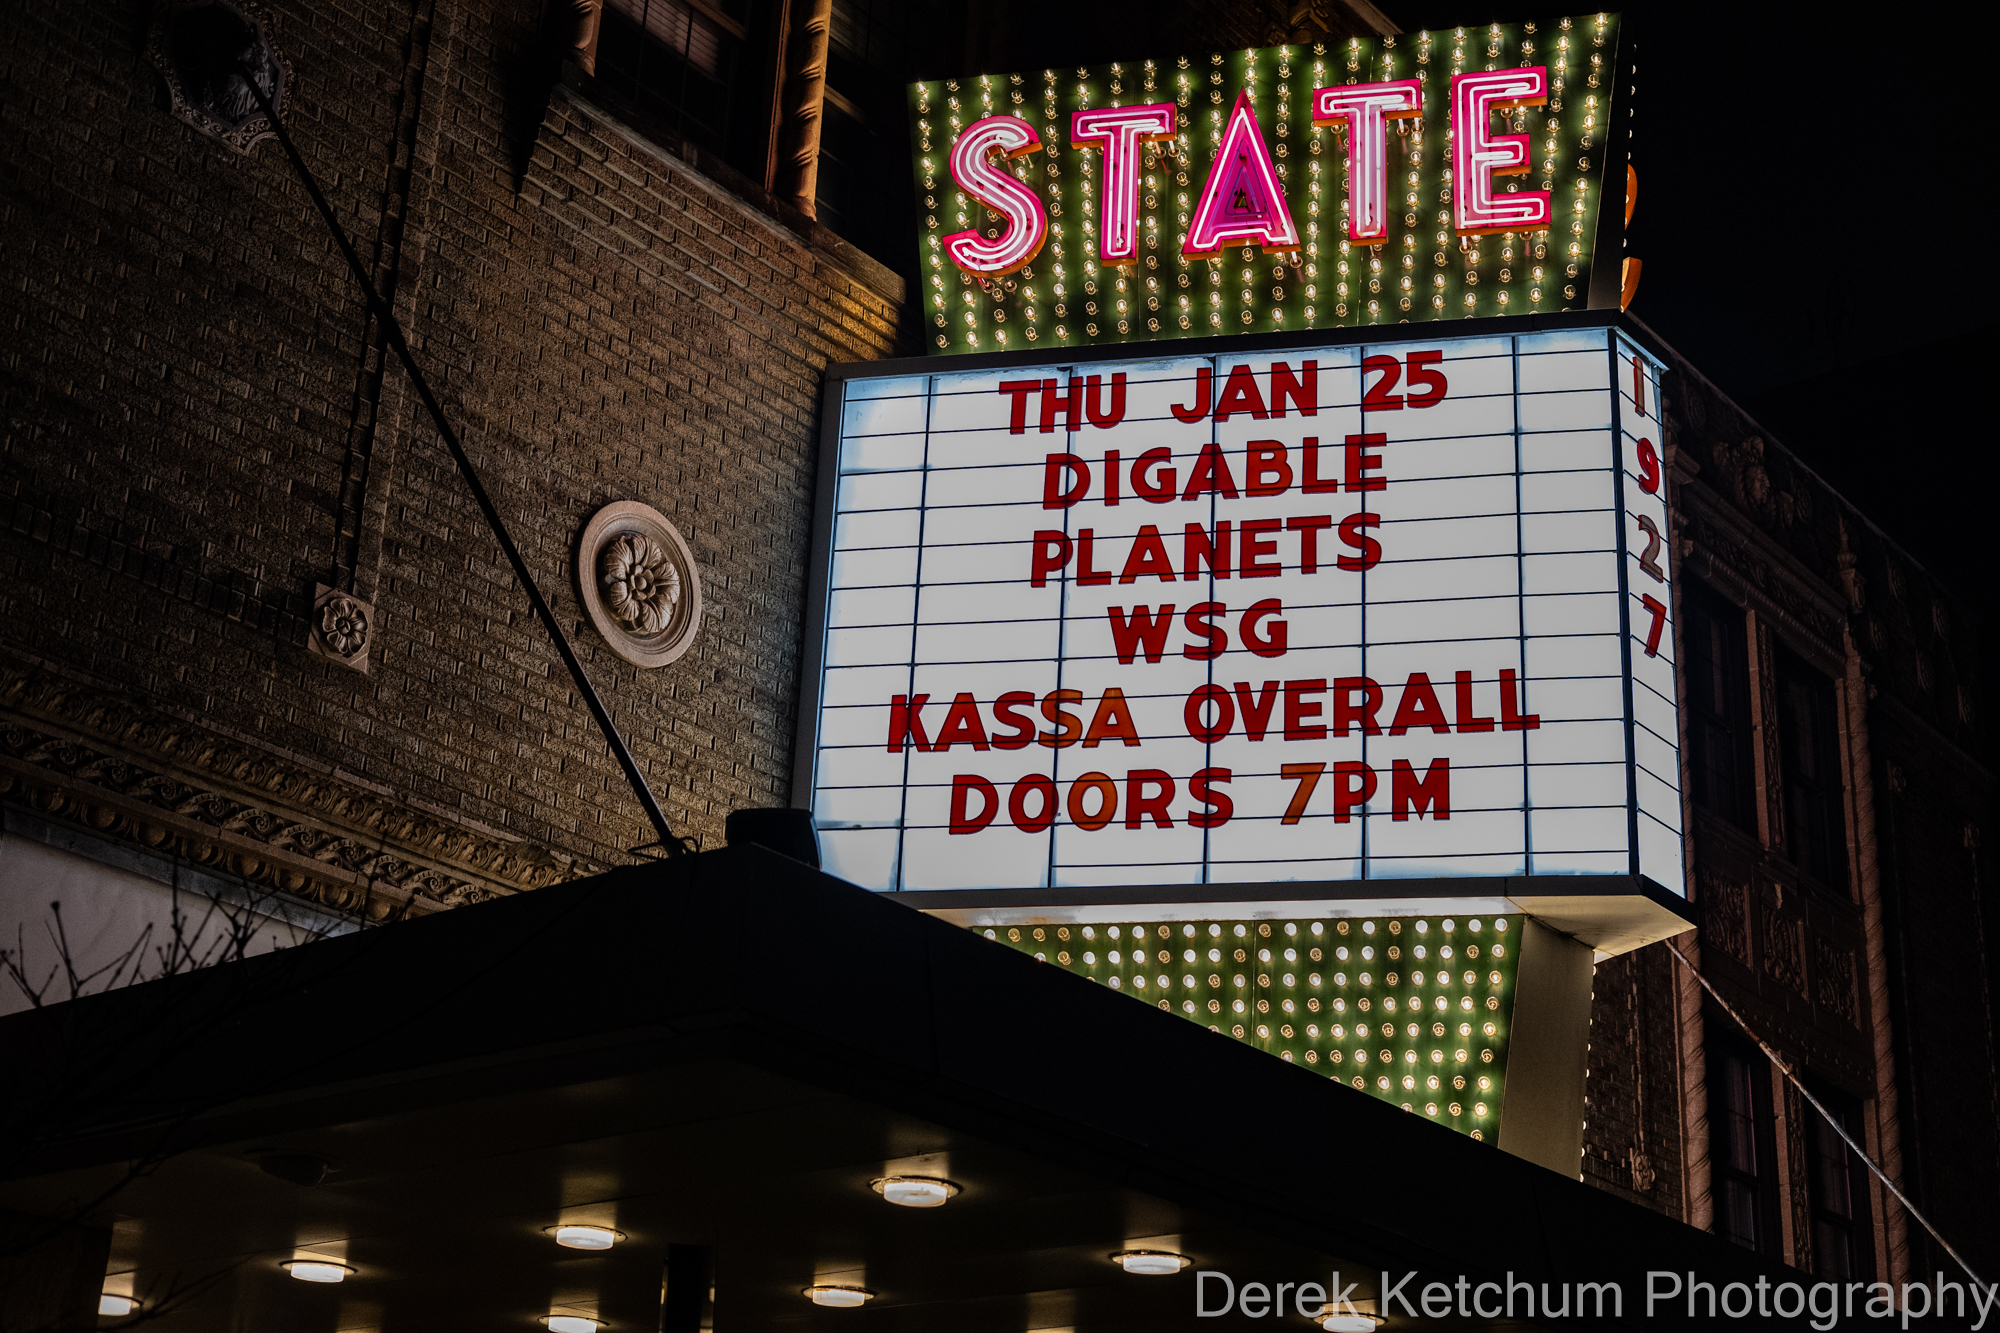 STATE
THU JAN 25
DIGABLE
PLANETS
WSG
KASSA OVERALL
DOORS 7PM
1927
Derek Ketchum Photography